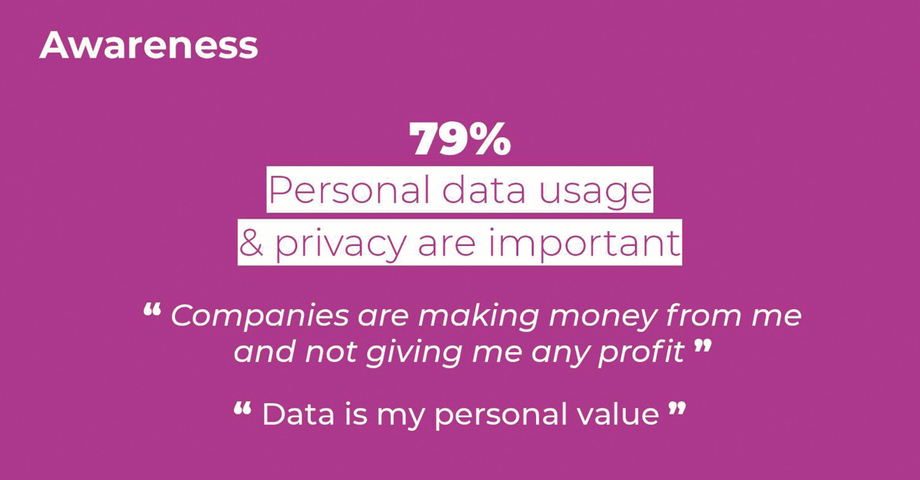 Awareness
79%
Personal data usage
& privacy are important
“ Companies are making money from me
and not giving me any profit ”
“ Data is my personal value ”